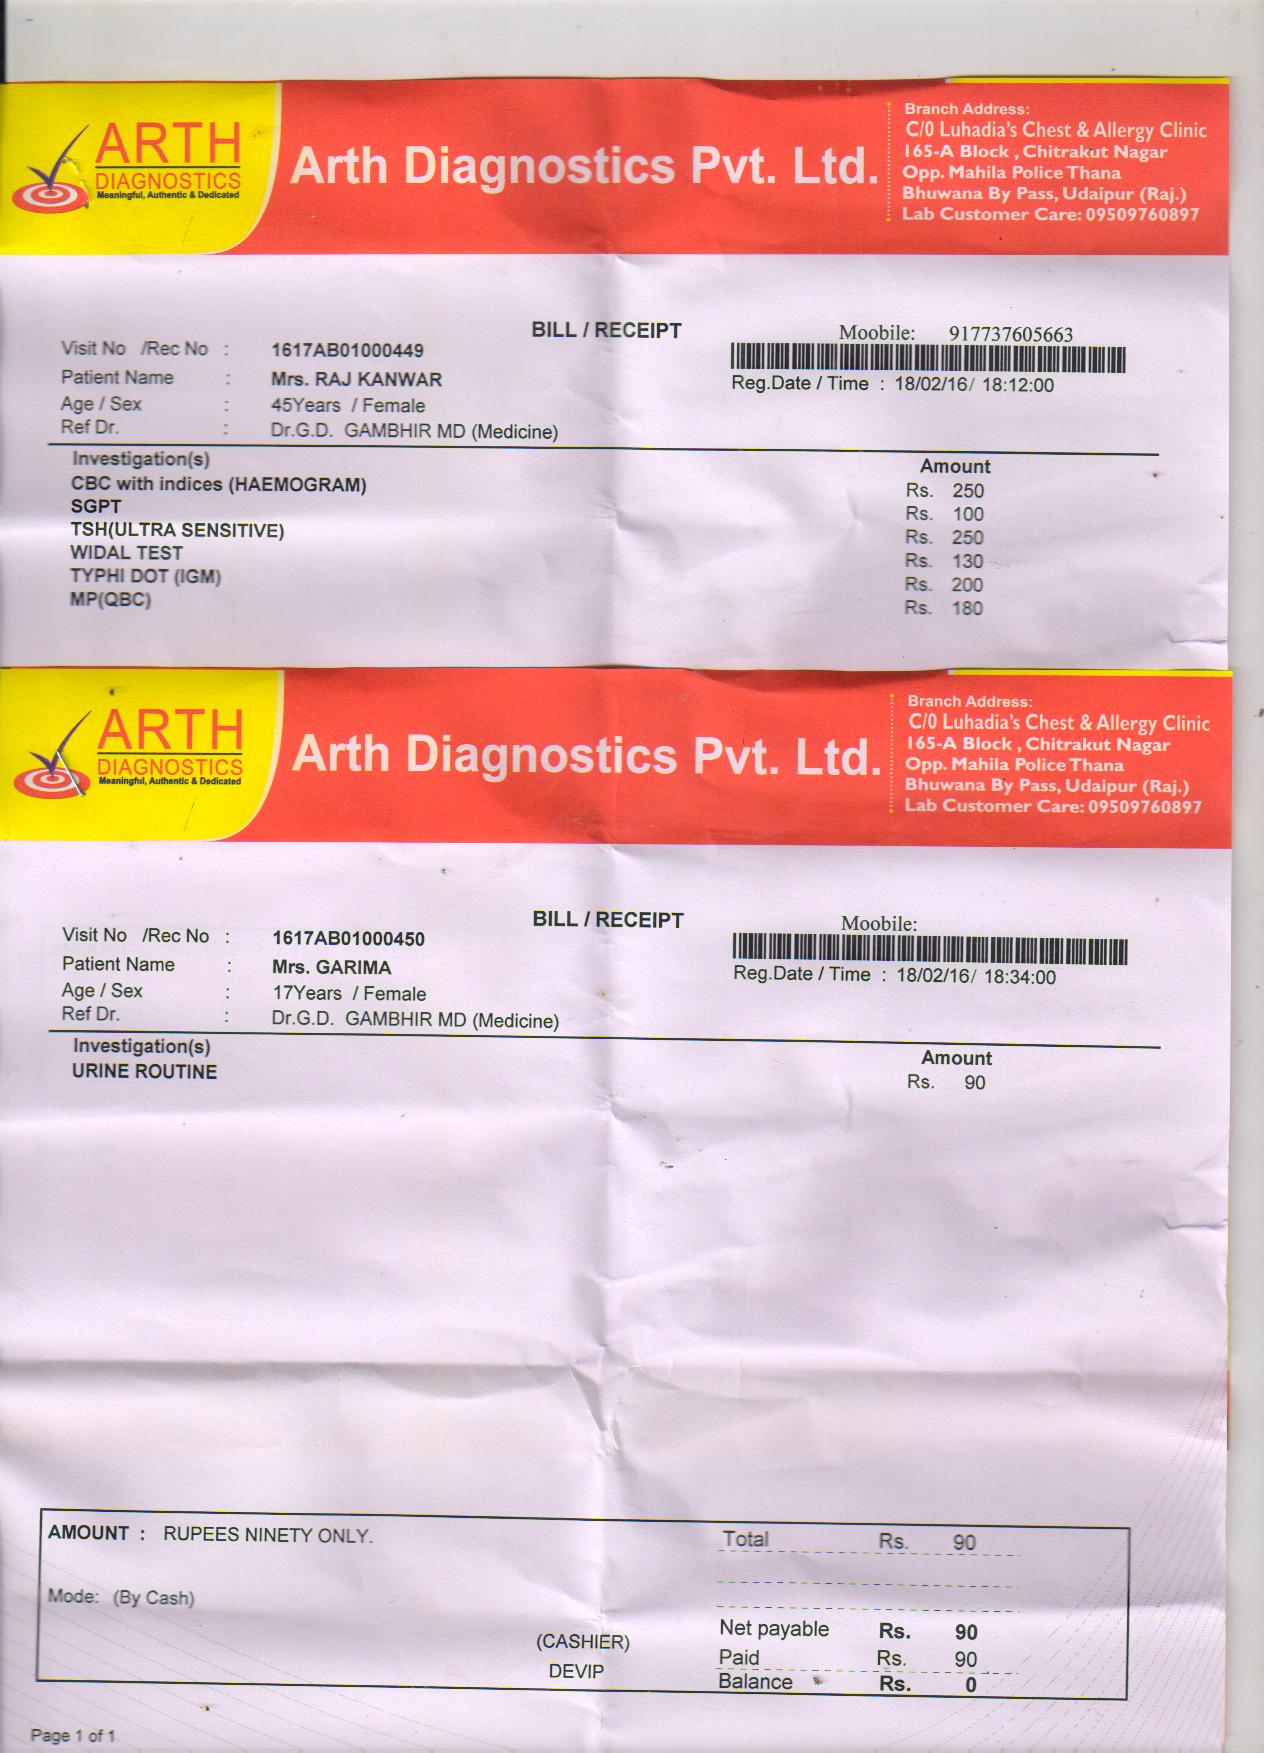 ARTH
DIAGNOSTICS
Meaningful, Authentic & Dedicated
Arth Diagnostics Pvt. Ltd.
Branch Address:
C/0 Luhadia's Chest & Allergy Clinic
165-A Block , Chitrakut Nagar
Opp. Mahila Police Thana
Bhuwana By Pass, Udaipur (Raj.)
Lab Customer Care: 09509760897
BILL / RECEIPT
Moobile: 917737605663
Visit No /Rec No : 1617AB01000449
Patient Name : Mrs. RAJ KANWAR
Reg.Date / Time : 18/02/16/ 18:12:00
Age / Sex : 45Years / Female
Ref Dr. : Dr.G.D. GAMBHIR MD (Medicine)
Investigation(s) Amount
CBC with indices (HAEMOGRAM) Rs. 250
SGPT Rs. 100
TSH(ULTRA SENSITIVE) Rs. 250
WIDAL TEST Rs. 130
TYPHI DOT (IGM) Rs. 200
MP(QBC) Rs. 180
ARTH
DIAGNOSTICS
Meaningful, Authentic & Dedicated
Arth Diagnostics Pvt. Ltd.
Branch Address:
C/0 Luhadia's Chest & Allergy Clinic
165-A Block , Chitrakut Nagar
Opp. Mahila Police Thana
Bhuwana By Pass, Udaipur (Raj.)
Lab Customer Care: 09509760897
BILL / RECEIPT
Moobile:
Visit No /Rec No : 1617AB01000450
Patient Name : Mrs. GARIMA
Reg.Date / Time : 18/02/16/ 18:34:00
Age / Sex : 17Years / Female
Ref Dr. : Dr.G.D. GAMBHIR MD (Medicine)
Investigation(s) Amount
URINE ROUTINE Rs. 90
AMOUNT : RUPEES NINETY ONLY.
Total Rs. 90
Mode: (By Cash)
Net payable Rs. 90
(CASHIER)
Paid Rs. 90
DEVIP
Balance Rs. 0
Page 1 of 1